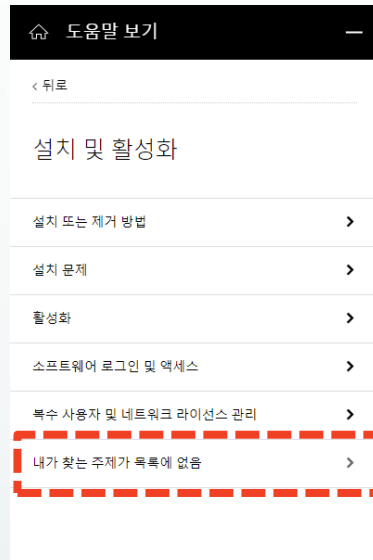 도움말 보기
< 뒤로
설치 및 활성화
설치 또는 제거 방법
설치 문제
활성화
소프트웨어 로그인 및 액세스
복수 사용자 및 네트워크 라이선스 관리
내가 찾는 주제가 목록에 없음